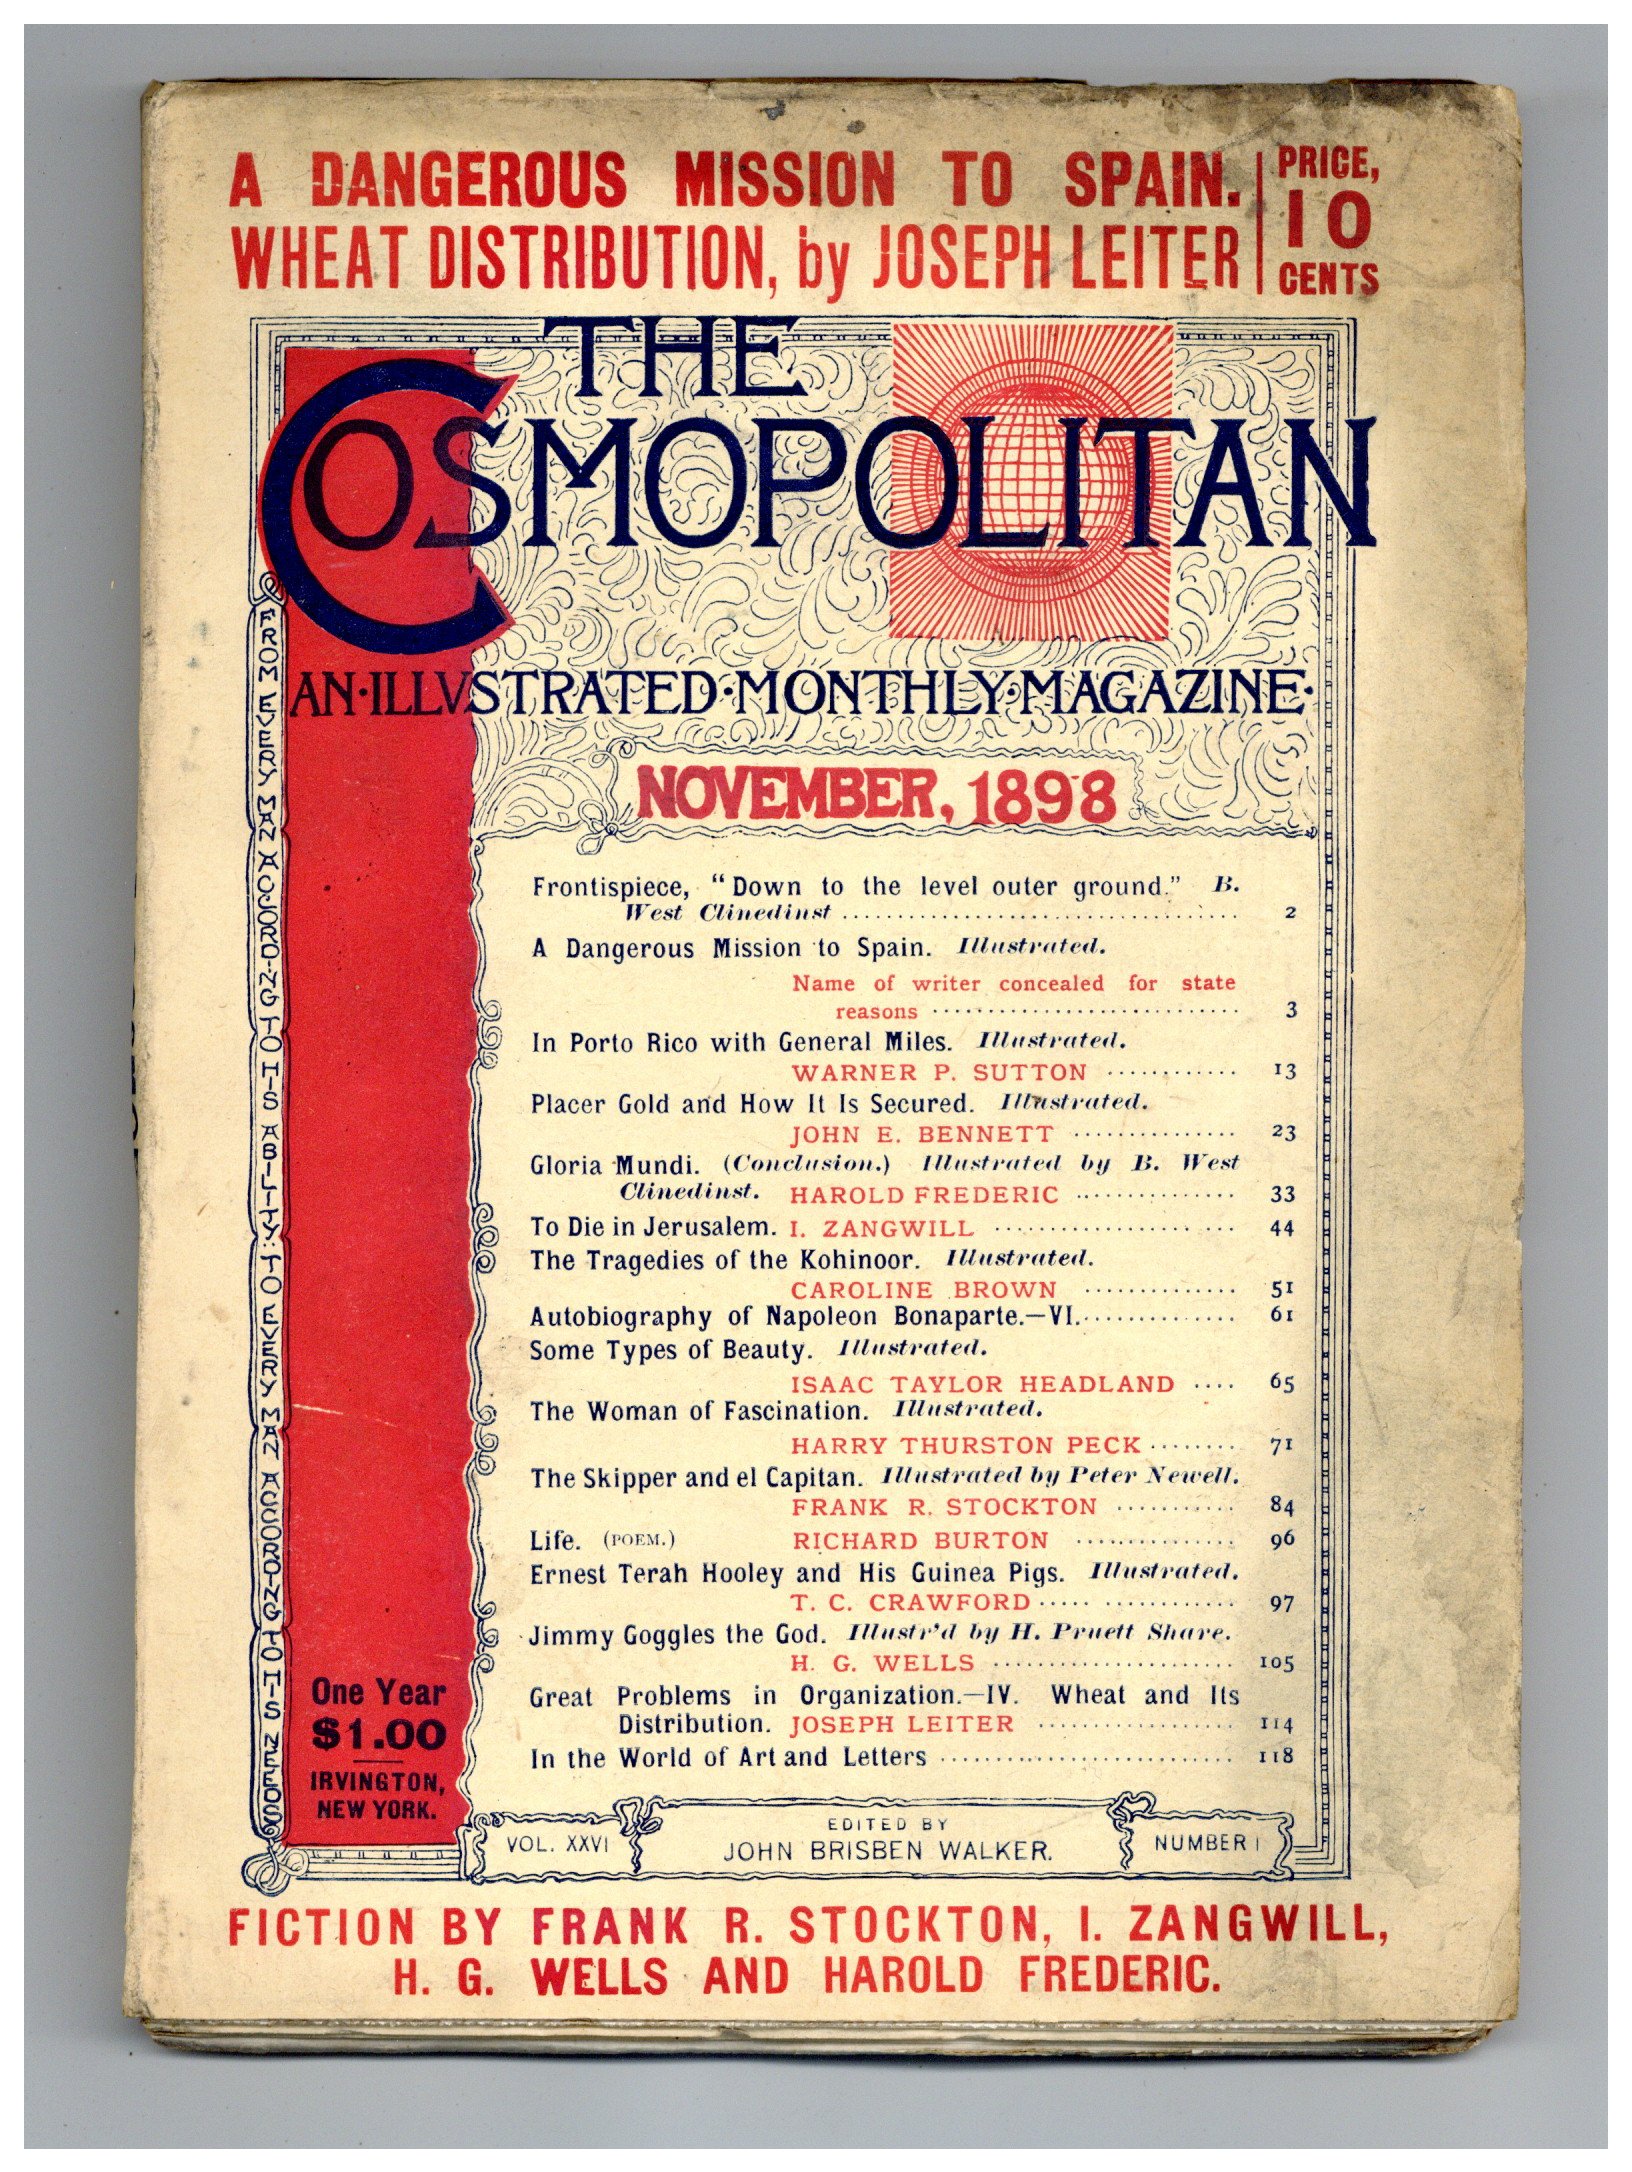 A DANGEROUS MISSION TO SPAIN.
WHEAT DISTRIBUTION, by JOSEPH LEITER
PRICE,
10
CENTS
THE
COSMOPOLITAN
AN·ILLVSTRATED·MONTHLY·MAGAZINE·
FROM EVERY MAN ACCORDING TO HIS ABILITY: TO EVERY MAN ACCORDING TO HIS NEEDS
NOVEMBER, 1898
Frontispiece, “Down to the level outer ground.” B.
West Clinedinst ........ 2
A Dangerous Mission to Spain. Illustrated.
Name of writer concealed for state
reasons ........ 3
In Porto Rico with General Miles. Illustrated.
WARNER P. SUTTON ........ 13
Placer Gold and How It Is Secured. Illustrated.
JOHN E. BENNETT ........ 23
Gloria Mundi. (Conclusion.) Illustrated by B. West
Clinedinst. HAROLD FREDERIC ........ 33
To Die in Jerusalem. I. ZANGWILL ........ 44
The Tragedies of the Kohinoor. Illustrated.
CAROLINE BROWN ........ 51
Autobiography of Napoleon Bonaparte.—VI. ........ 61
Some Types of Beauty. Illustrated.
ISAAC TAYLOR HEADLAND .... 65
The Woman of Fascination. Illustrated.
HARRY THURSTON PECK ........ 71
The Skipper and el Capitan. Illustrated by Peter Newell.
FRANK R. STOCKTON ........ 84
Life. (POEM.) RICHARD BURTON ........ 96
Ernest Terah Hooley and His Guinea Pigs. Illustrated.
T. C. CRAWFORD ........ 97
Jimmy Goggles the God. Illustr’d by H. Pruett Share.
H. G. WELLS ........ 105
Great Problems in Organization.—IV. Wheat and Its
Distribution. JOSEPH LEITER ........ 114
In the World of Art and Letters ........ 118
One Year
$1.00
IRVINGTON,
NEW YORK.
VOL. XXVI
EDITED BY
JOHN BRISBEN WALKER.
NUMBER 1
FICTION BY FRANK R. STOCKTON, I. ZANGWILL,
H. G. WELLS AND HAROLD FREDERIC.